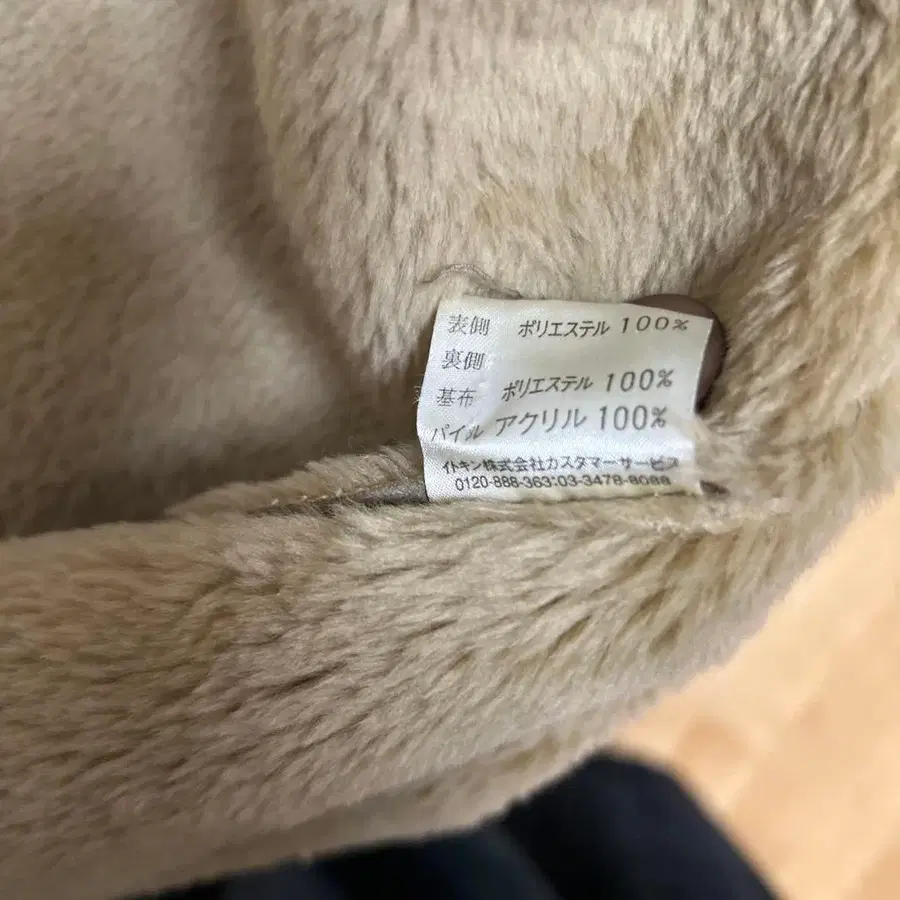 表側 ポリエステル 100%
裏側
基布 ポリエステル 100%
パイル アクリル 100%
イトキン株式会社カスタマーサービス
0120-888-363:03-3478-8088